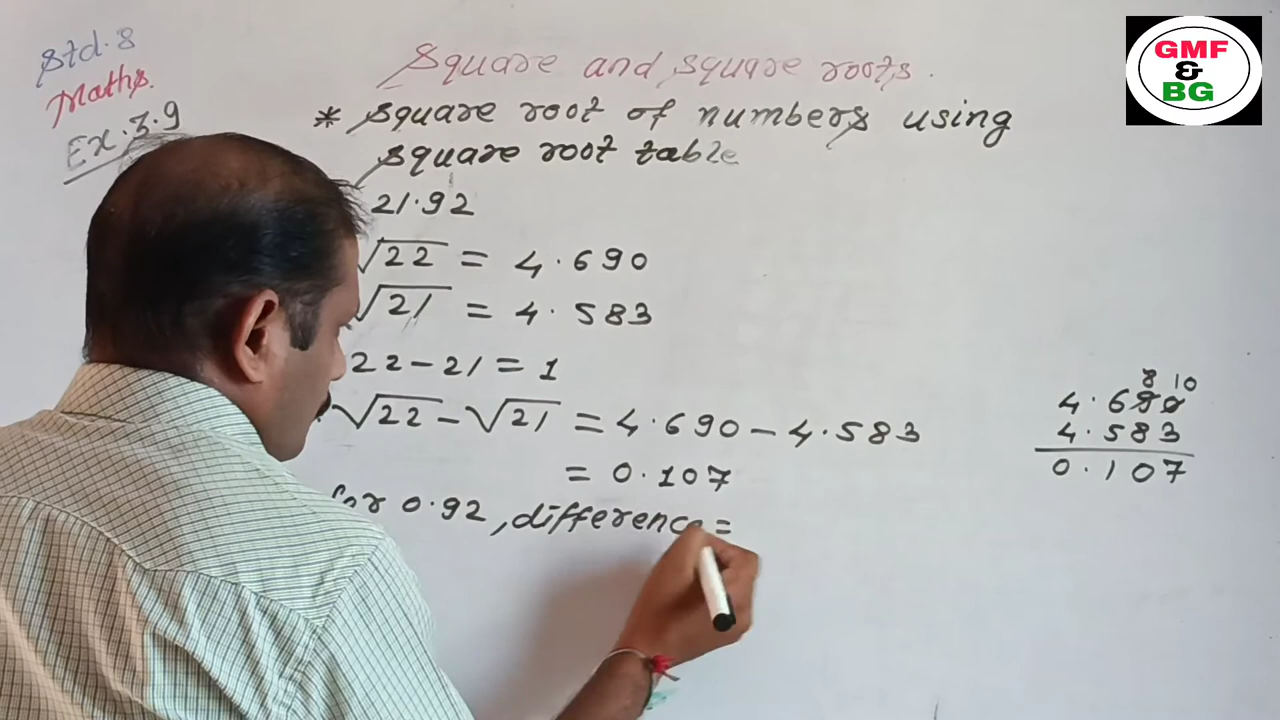 std.8
Maths.
Ex.3.9
Square and square roots.
* square root of numbers using
square root table
21.92
√22 = 4.690
√21 = 4.583
22-21=1
√22-√21 = 4.690-4.583
= 0.107
for 0.92, difference =
8 10
4.690
4.583
0.107
GMF
&
BG